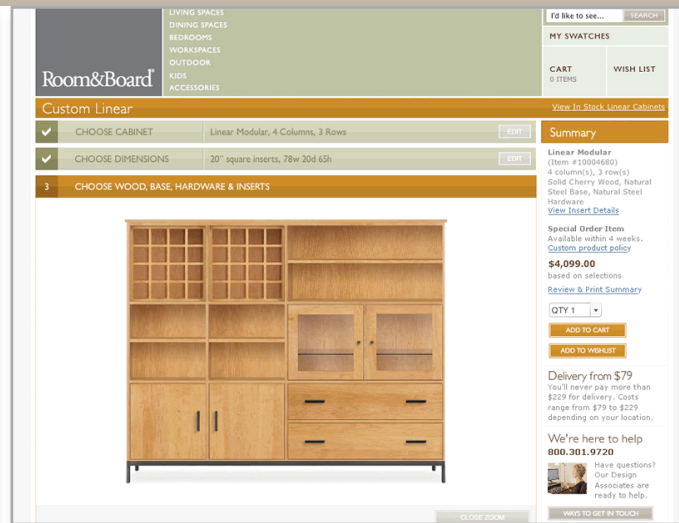 LIVING SPACES
DINING SPACES
BEDROOMS
WORKSPACES
OUTDOOR
KIDS
ACCESSORIES
Room&Board®
I'd like to see...
SEARCH
MY SWATCHES
CART
0 ITEMS
WISH LIST
Custom Linear
View In Stock Linear Cabinets
CHOOSE CABINET
Linear Modular, 4 Columns, 3 Rows
EDIT
CHOOSE DIMENSIONS
20" square inserts, 78w 20d 65h
EDIT
3 CHOOSE WOOD, BASE, HARDWARE & INSERTS
CLOSE ZOOM
Summary
Linear Modular
(Item #10004660)
4 column(s), 3 row(s)
Solid Cherry Wood, Natural
Steel Base, Natural Steel
Hardware
View Insert Details
Special Order Item
Available within 4 weeks.
Custom product policy
$4,099.00
based on selections
Review & Print Summary
QTY 1
ADD TO CART
ADD TO WISHLIST
Delivery from $79
You'll never pay more than
$229 for delivery. Costs
range from $79 to $229
depending on your location.
We're here to help
800.301.9720
Have questions?
Our Design
Associates are
ready to help.
WAYS TO GET IN TOUCH